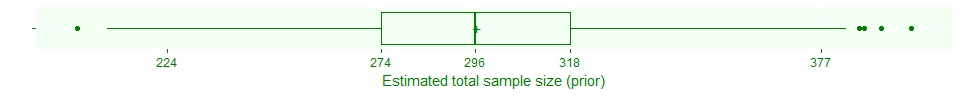 224 274 296 318 377
Estimated total sample size (prior)